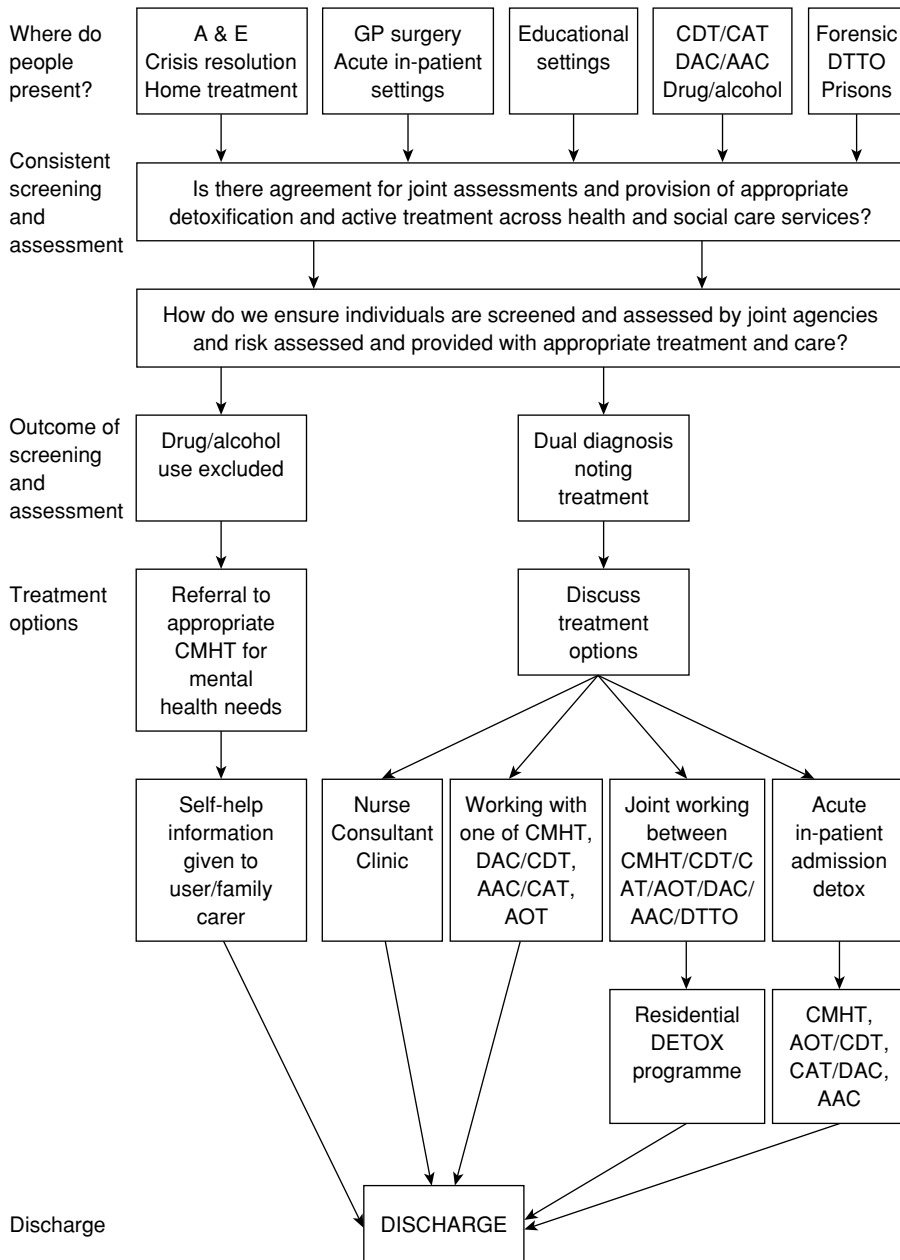 Where do
people
present?
A & E
Crisis resolution
Home treatment
GP surgery
Acute in-patient
settings
Educational
settings
CDT/CAT
DAC/AAC
Drug/alcohol
Forensic
DTTO
Prisons
Consistent
screening
and
assessment
Is there agreement for joint assessments and provision of appropriate
detoxification and active treatment across health and social care services?
How do we ensure individuals are screened and assessed by joint agencies
and risk assessed and provided with appropriate treatment and care?
Outcome of
screening
and
assessment
Drug/alcohol
use excluded
Dual diagnosis
noting
treatment
Treatment
options
Referral to
appropriate
CMHT for
mental
health needs
Discuss
treatment
options
Self-help
information
given to
user/family
carer
Nurse
Consultant
Clinic
Working with
one of CMHT,
DAC/CDT,
AAC/CAT,
AOT
Joint working
between
CMHT/CDT/C
AT/AOT/DAC/
AAC/DTTO
Acute
in-patient
admission
detox
Residential
DETOX
programme
CMHT,
AOT/CDT,
CAT/DAC,
AAC
Discharge
DISCHARGE